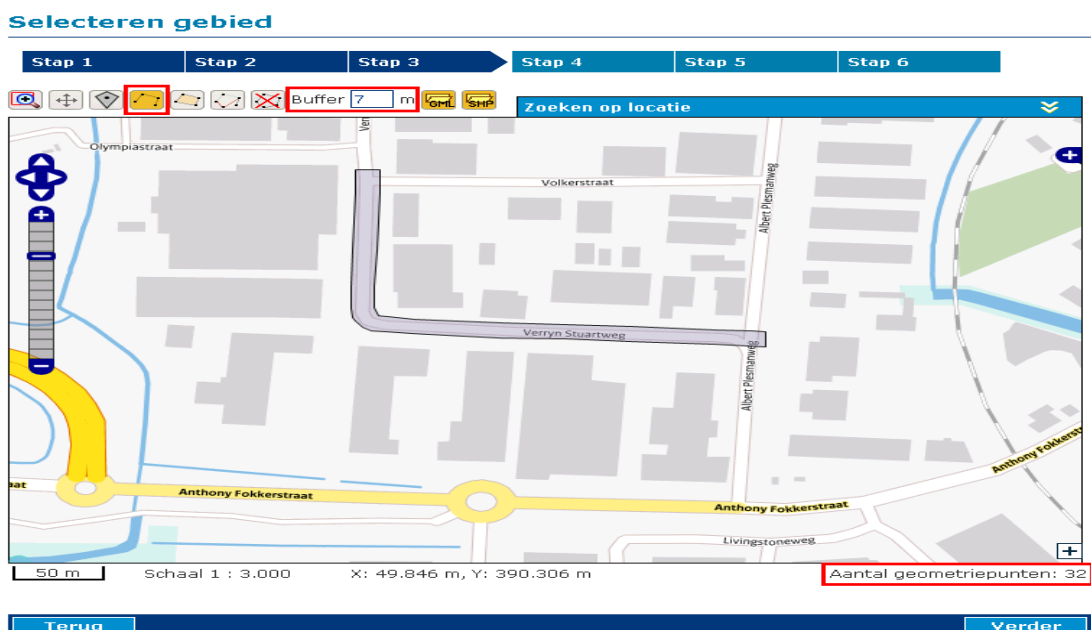 Selecteren gebied
Stap 1 Stap 2 Stap 3 Stap 4 Stap 5 Stap 6
Buffer 7 m GML SHP
Zoeken op locatie
Olympiastraat
Volkerstraat
Albert Plesmanweg
Verryn Stuartweg
Albert Plesmanweg
Anthony Fokkerstraat
Anthony Fokkerstraat
Livingstoneweg
50 m Schaal 1 : 3.000 X: 49.846 m, Y: 390.306 m Aantal geometriepunten: 32
Terug Verder